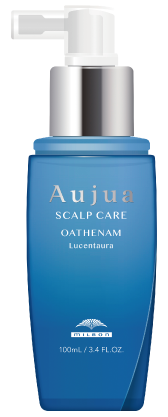 Aujua
SCALP CARE
OATHENAM
Lucentaura
milbon
100mL / 3.4 FL.OZ.